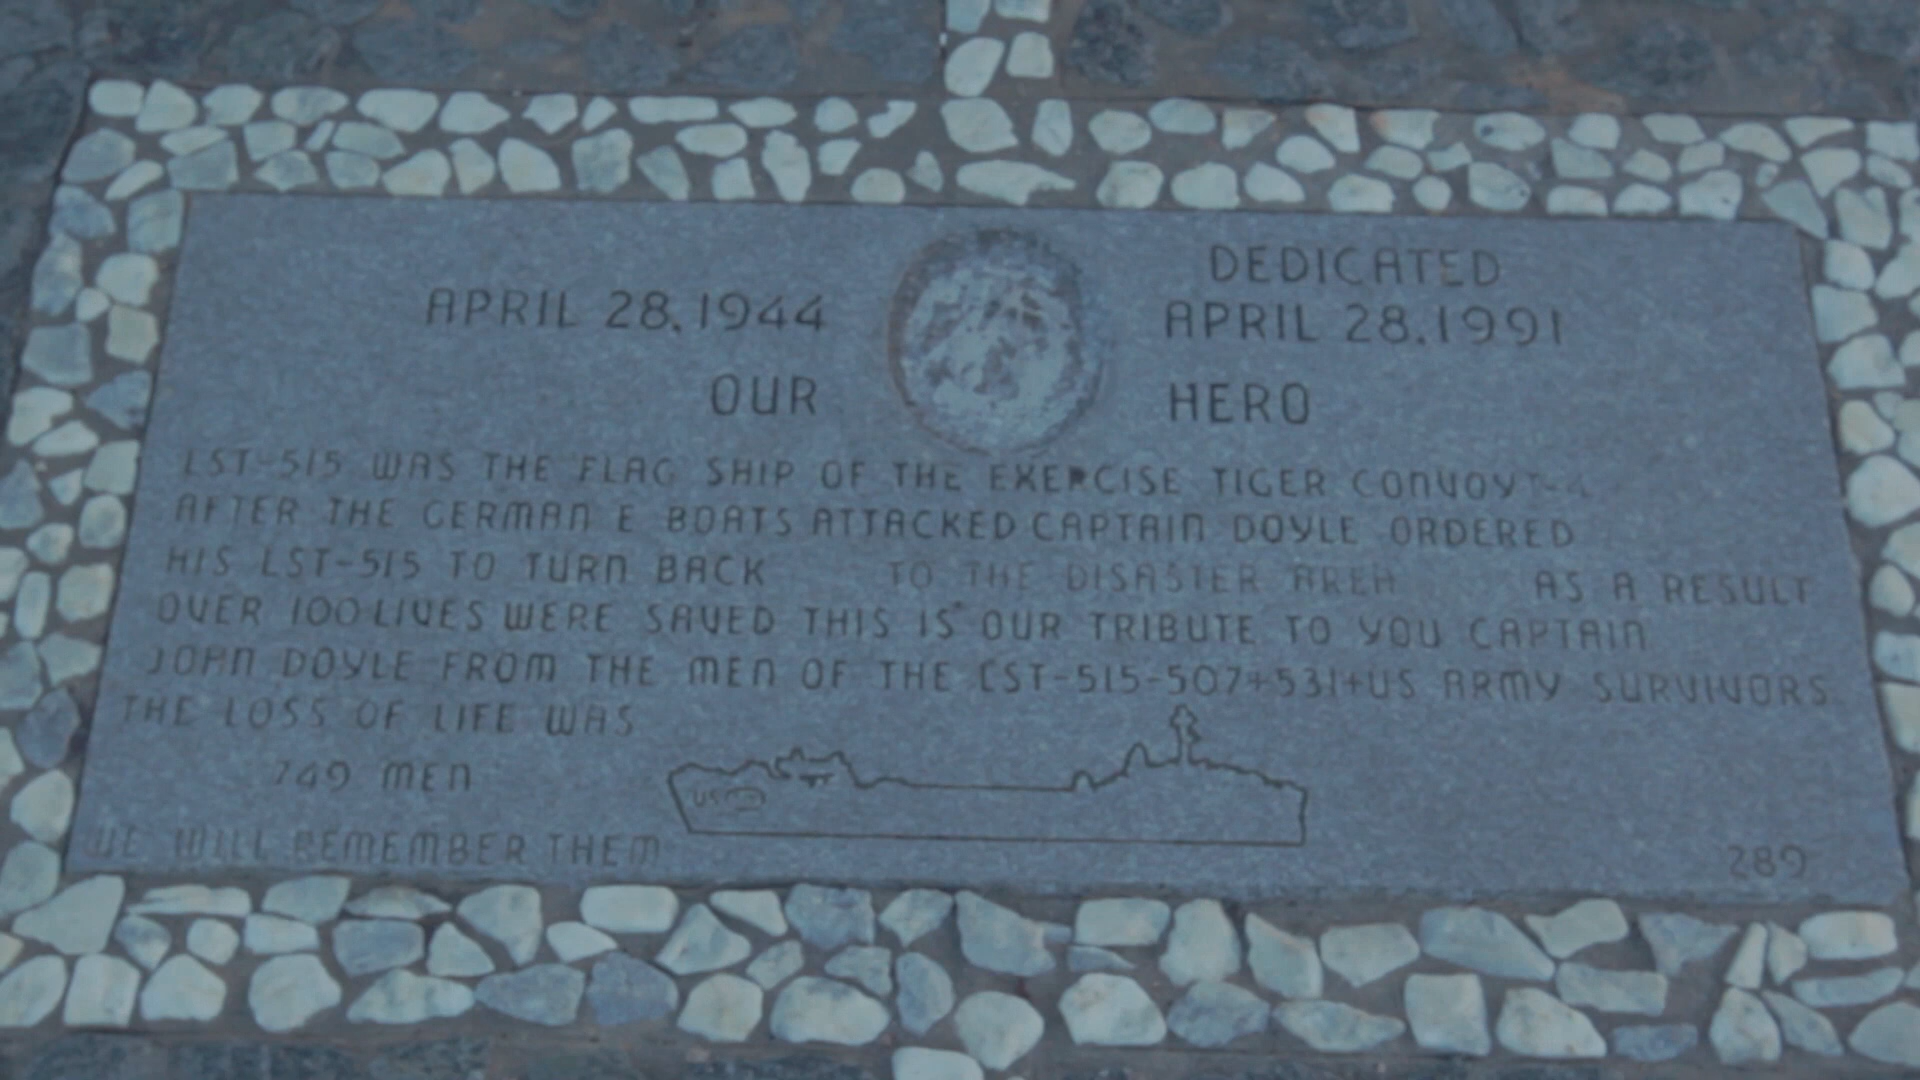 DEDICATED
APRIL 28, 1944 APRIL 28, 1991
OUR HERO
LST-515 WAS THE FLAG SHIP OF THE EXERCISE TIGER CONVOY T-4
AFTER THE GERMAN E BOATS ATTACKED CAPTAIN DOYLE ORDERED
HIS LST-515 TO TURN BACK TO THE DISASTER AREA AS A RESULT
OVER 100 LIVES WERE SAVED THIS IS OUR TRIBUTE TO YOU CAPTAIN
JOHN DOYLE FROM THE MEN OF THE LST-515-507+531+US ARMY SURVIVORS
THE LOSS OF LIFE WAS
749 MEN
WE WILL REMEMBER THEM
289